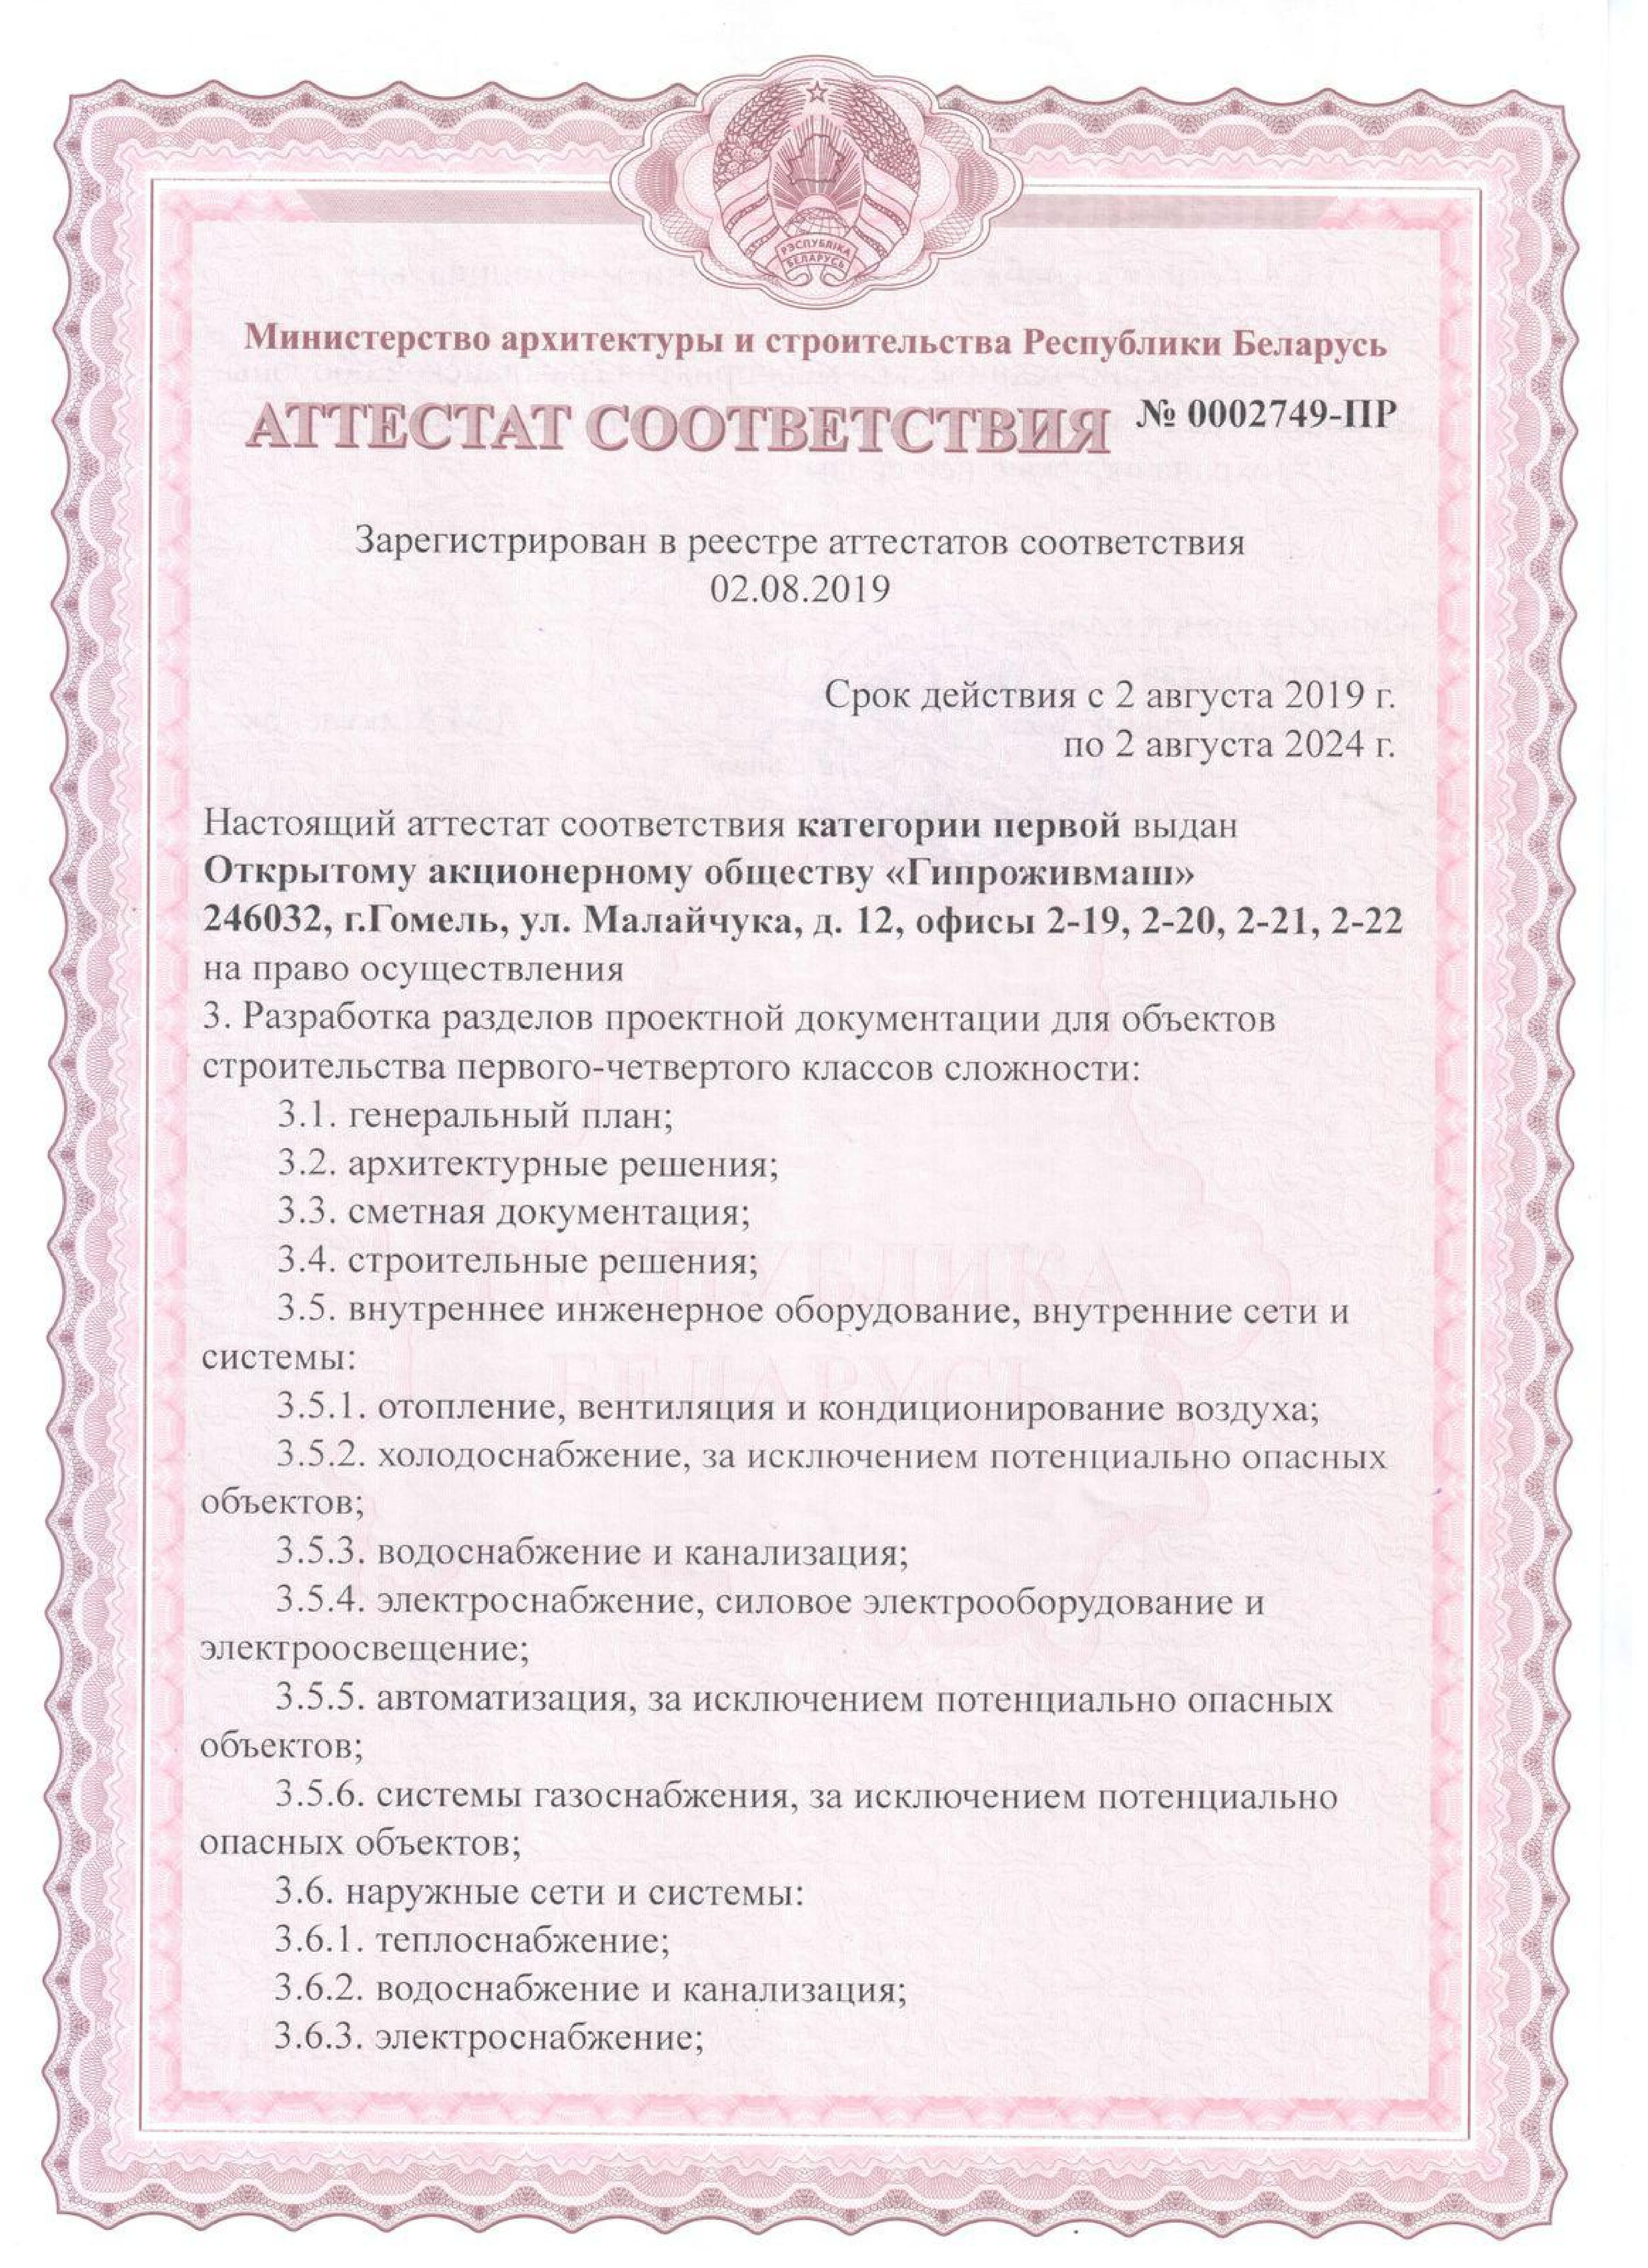 РЭСПУБЛІКА
БЕЛАРУСЬ
Министерство архитектуры и строительства Республики Беларусь
АТТЕСТАТ СООТВЕТСТВИЯ № 0002749-ПР
Зарегистрирован в реестре аттестатов соответствия
02.08.2019
Срок действия с 2 августа 2019 г.
по 2 августа 2024 г.
Настоящий аттестат соответствия категории первой выдан
Открытому акционерному обществу «Гипроживмаш»
246032, г.Гомель, ул. Малайчука, д. 12, офисы 2-19, 2-20, 2-21, 2-22
на право осуществления
3. Разработка разделов проектной документации для объектов
строительства первого-четвертого классов сложности:
3.1. генеральный план;
3.2. архитектурные решения;
3.3. сметная документация;
3.4. строительные решения;
3.5. внутреннее инженерное оборудование, внутренние сети и
системы:
3.5.1. отопление, вентиляция и кондиционирование воздуха;
3.5.2. холодоснабжение, за исключением потенциально опасных
объектов;
3.5.3. водоснабжение и канализация;
3.5.4. электроснабжение, силовое электрооборудование и
электроосвещение;
3.5.5. автоматизация, за исключением потенциально опасных
объектов;
3.5.6. системы газоснабжения, за исключением потенциально
опасных объектов;
3.6. наружные сети и системы:
3.6.1. теплоснабжение;
3.6.2. водоснабжение и канализация;
3.6.3. электроснабжение;